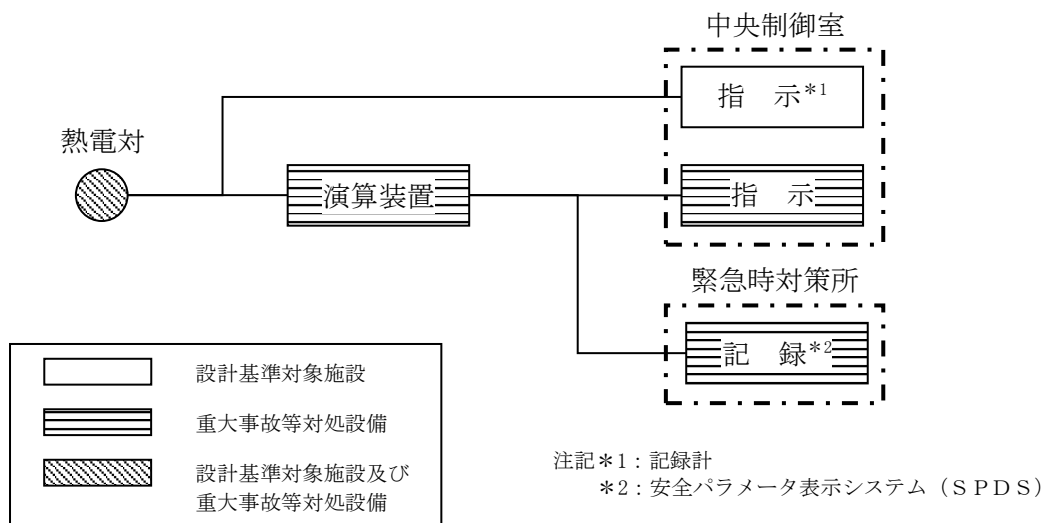 中央制御室
指 示*1
熱電対
演算装置
指 示
緊急時対策所
記 録*2
設計基準対象施設
重大事故等対処設備
設計基準対象施設及び
重大事故等対処設備
注記*1:記録計
*2:安全パラメータ表示システム(SPDS)